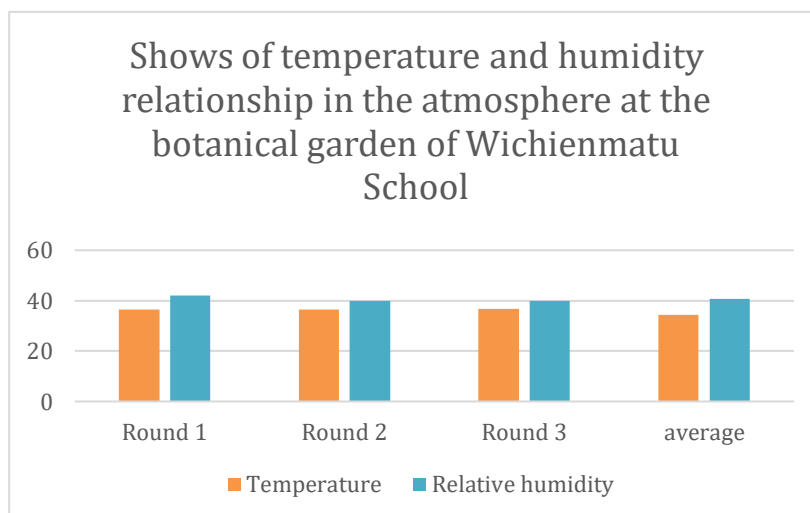 Shows of temperature and humidity
relationship in the atmosphere at the
botanical garden of Wichienmatu
School
60
40
20
0
Round 1 Round 2 Round 3 average
Temperature Relative humidity